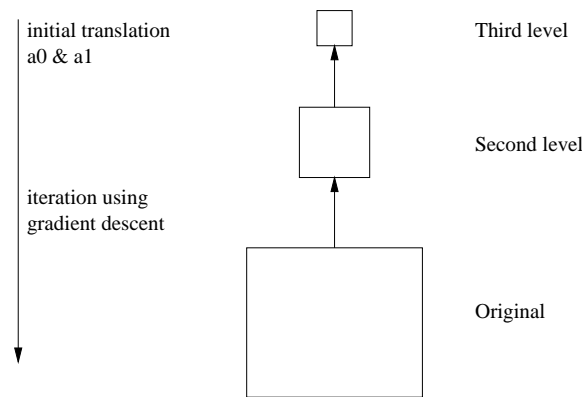 initial translation
a0 & a1
Third level
Second level
iteration using
gradient descent
Original